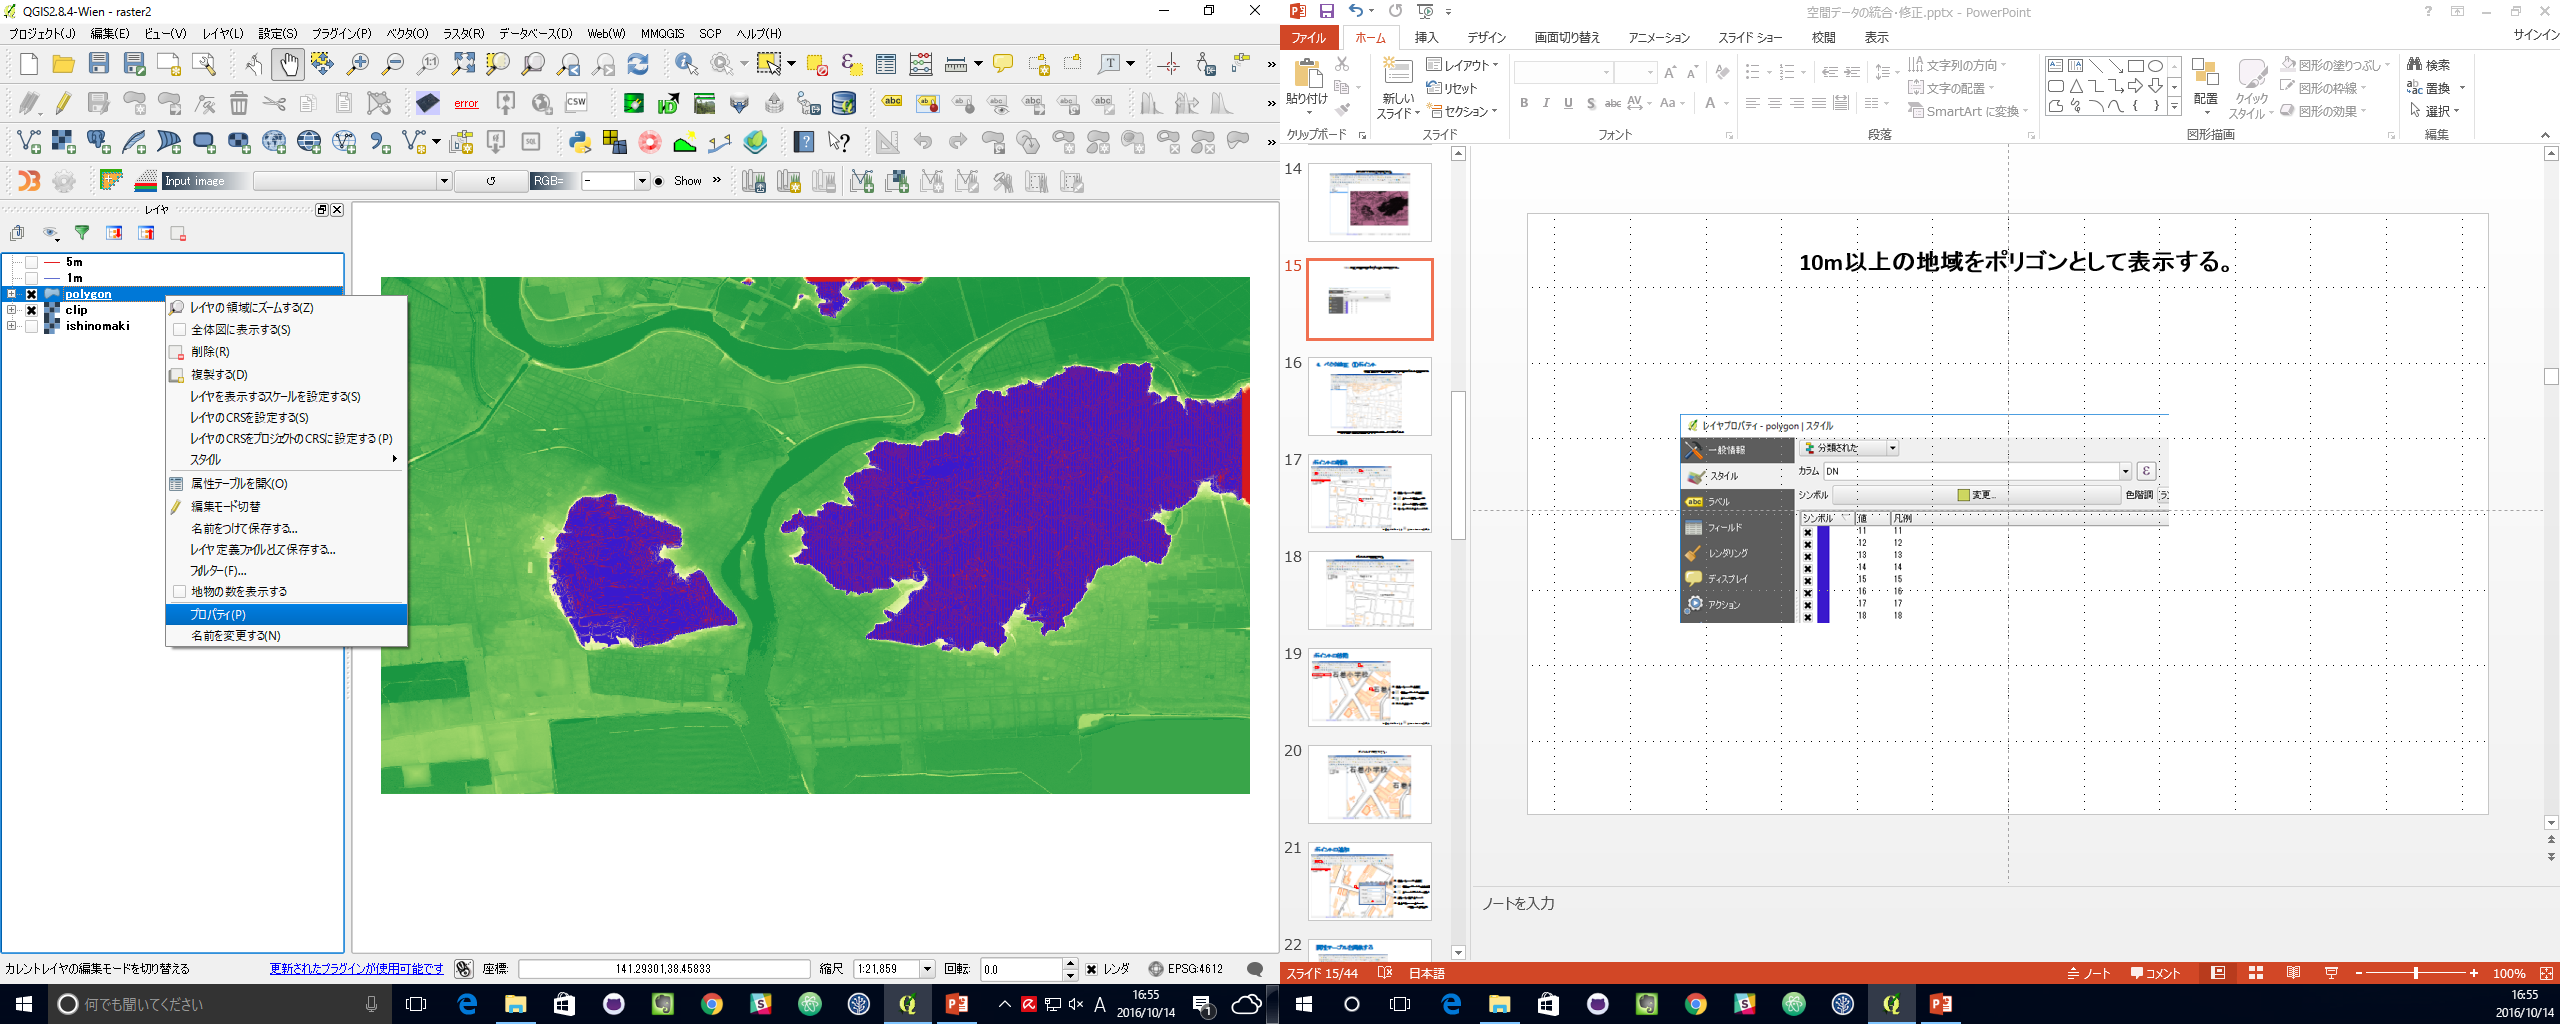 QGIS2.8.4-Wien - raster2
プロジェクト(J) 編集(E) ビュー(V) レイヤ(L) 設定(S) プラグイン(P) ベクタ(O) ラスタ(R) データベース(D) Web(W) MMQGIS SCP ヘルプ(H)
error
CSW
Input image
RGB=
-
Show
レイヤ
5m
1m
polygon
clip
ishinomaki
レイヤの領域にズームする(Z)
全体図に表示する(S)
削除(R)
複製する(D)
レイヤを表示するスケールを設定する(S)
レイヤのCRSを設定する(S)
レイヤのCRSをプロジェクトのCRSに設定する(P)
スタイル
属性テーブルを開く(O)
編集モード切替
名前をつけて保存する...
レイヤ定義ファイルとして保存する...
フィルター(F)...
地物の数を表示する
プロパティ(P)
名前を変更する(N)
カレントレイヤの編集モードを切り替える
更新されたプラグインが使用可能です
座標:
141.29301,38.45833
縮尺
1:21,859
回転:
0.0
レンダ
EPSG:4612
何でも聞いてください
A
16:55
2016/10/14
空間データの統合・修正.pptx - PowerPoint
サインイン
ファイル ホーム 挿入 デザイン 画面切り替え アニメーション スライド ショー 校閲 表示
貼り付け
クリップボード
新しい
スライド
レイアウト
リセット
セクション
スライド
B I U S abc AV Aa A
フォント
文字列の方向
文字の配置
SmartArt に変換
段落
配置
クイック
スタイル
図形の塗りつぶし
図形の枠線
図形の効果
図形描画
検索
置換
選択
編集
14
15
16
17
18
19
20
21
22
10m以上の地域をポリゴンとして表示する。
レイヤプロパティ - polygon | スタイル
一般情報
スタイル
ラベル
フィールド
レンダリング
ディスプレイ
アクション
分類された
カラム DN
シンボル 変更... 色階調
シンボル 値 凡例
11 11
12 12
13 13
14 14
15 15
16 16
17 17
18 18
ノートを入力
スライド 15/44
日本語
ノート
コメント
100%
16:55
2016/10/14